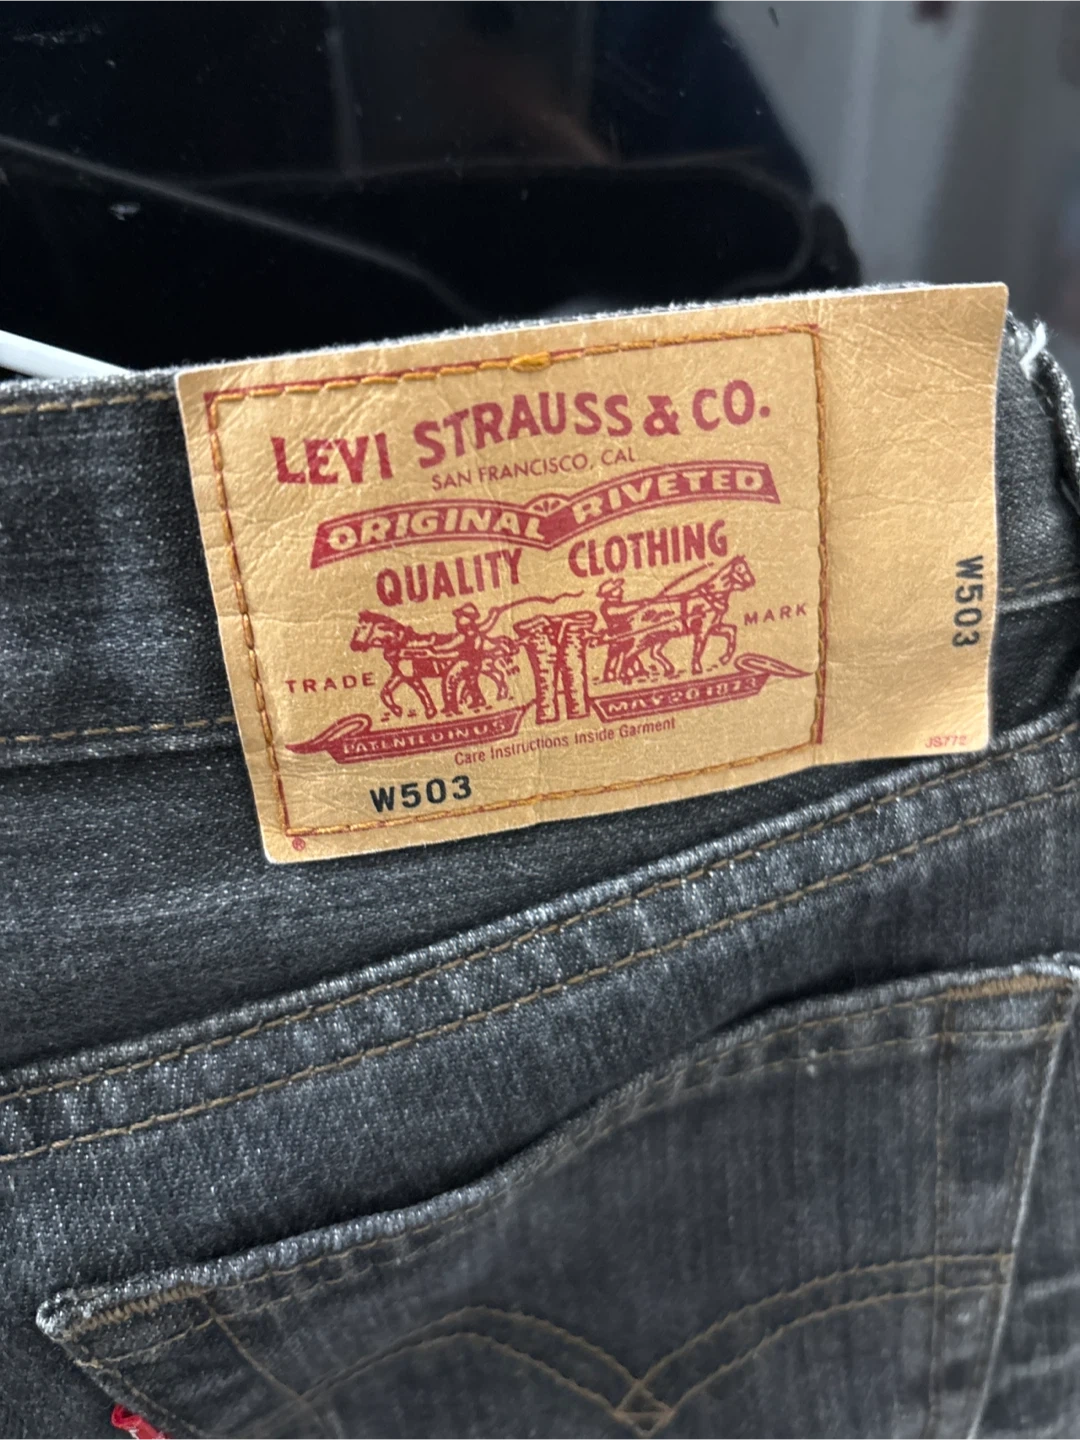 LEVI STRAUSS & CO.
SAN FRANCISCO, CAL
ORIGINAL RIVETED
QUALITY CLOTHING
TRADE MARK
PATENTED IN U.S.
MAY 20 1873
Care Instructions Inside Garment
W503
®
W503
JS772